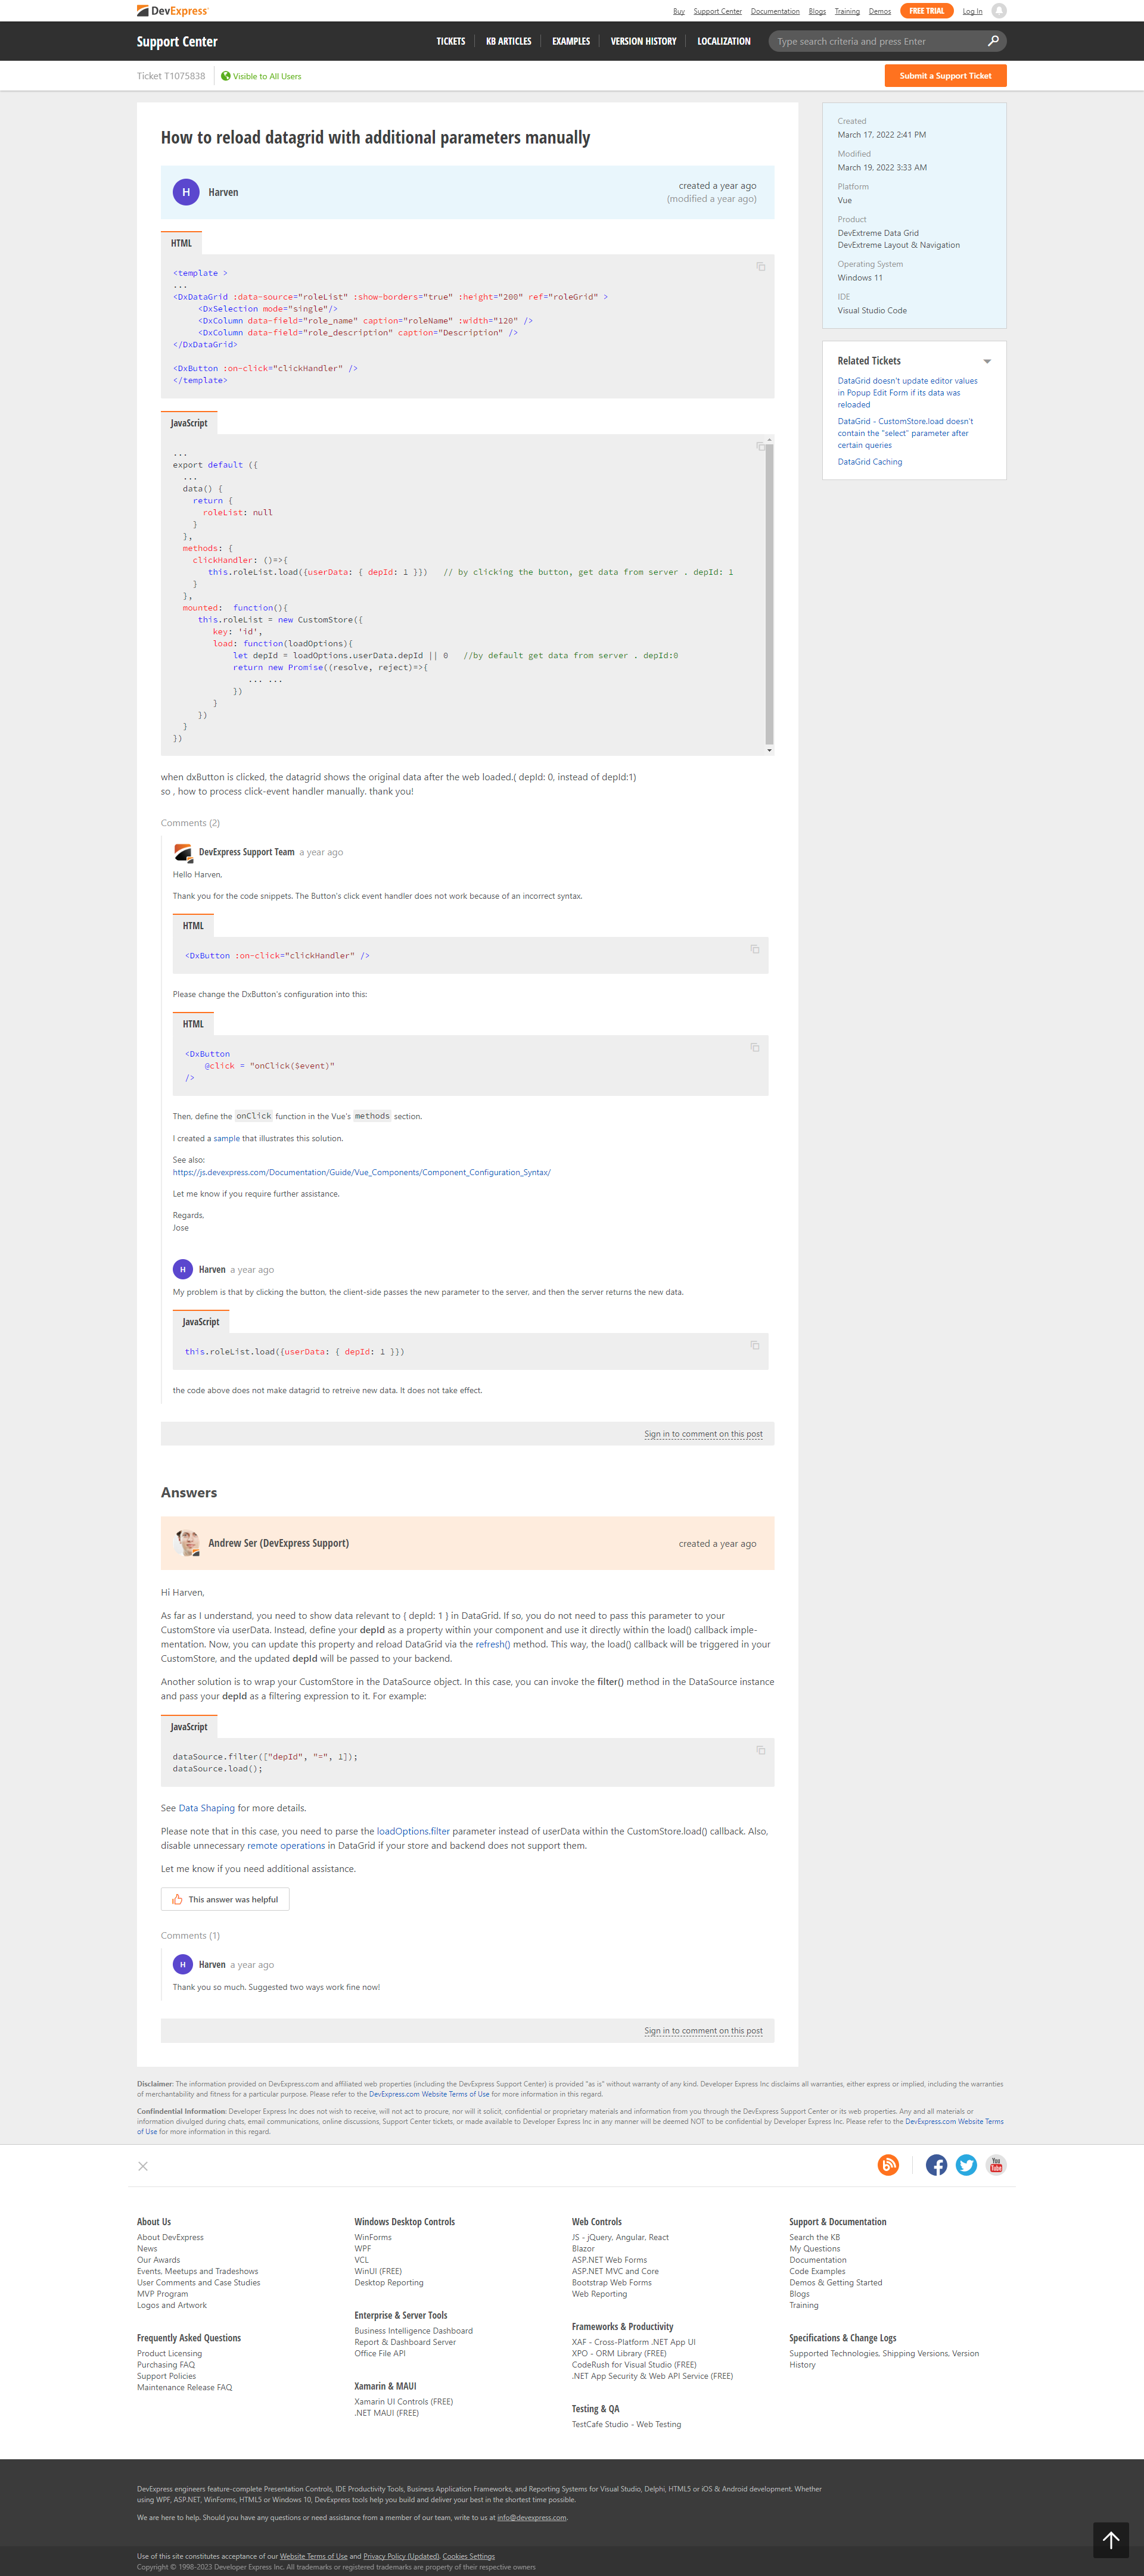 DevExpress
Buy Support Center Documentation Blogs Training Demos FREE TRIAL Log In
Support Center
TICKETS KB ARTICLES EXAMPLES VERSION HISTORY LOCALIZATION Type search criteria and press Enter
Ticket T1075838 Visible to All Users Submit a Support Ticket
How to reload datagrid with additional parameters manually
H Harven
created a year ago
(modified a year ago)
HTML
<template >
...
<DxDataGrid :data-source="roleList" :show-borders="true" :height="200" ref="roleGrid" >
<DxSelection mode="single"/>
<DxColumn data-field="role_name" caption="roleName" :width="120" />
<DxColumn data-field="role_description" caption="Description" />
</DxDataGrid>
<DxButton :on-click="clickHandler" />
</template>
JavaScript
...
export default ({
...
data() {
return {
roleList: null
}
},
methods: {
clickHandler: ()=>{
this.roleList.load({userData: { depId: 1 }}) // by clicking the button, get data from server . depId: 1
}
},
mounted: function(){
this.roleList = new CustomStore({
key: 'id',
load: function(loadOptions){
let depId = loadOptions.userData.depId || 0 //by default get data from server . depId:0
return new Promise((resolve, reject)=>{
... ...
})
}
})
}
})
when dxButton is clicked, the datagrid shows the original data after the web loaded.( depId: 0, instead of depId:1)
so , how to process click-event handler manually. thank you!
Comments (2)
DevExpress Support Team a year ago
Hello Harven,
Thank you for the code snippets. The Button's click event handler does not work because of an incorrect syntax.
HTML
<DxButton :on-click="clickHandler" />
Please change the DxButton's configuration into this:
HTML
<DxButton
@click = "onClick($event)"
/>
Then, define the onClick function in the Vue's methods section.
I created a sample that illustrates this solution.
See also:
https://js.devexpress.com/Documentation/Guide/Vue_Components/Component_Configuration_Syntax/
Let me know if you require further assistance.
Regards,
Jose
H Harven a year ago
My problem is that by clicking the button, the client-side passes the new parameter to the server, and then the server returns the new data.
JavaScript
this.roleList.load({userData: { depId: 1 }})
the code above does not make datagrid to retreive new data. It does not take effect.
Sign in to comment on this post
Answers
Andrew Ser (DevExpress Support) created a year ago
Hi Harven,
As far as I understand, you need to show data relevant to { depId: 1 } in DataGrid. If so, you do not need to pass this parameter to your
CustomStore via userData. Instead, define your depId as a property within your component and use it directly within the load() callback imple-
mentation. Now, you can update this property and reload DataGrid via the refresh() method. This way, the load() callback will be triggered in your
CustomStore, and the updated depId will be passed to your backend.
Another solution is to wrap your CustomStore in the DataSource object. In this case, you can invoke the filter() method in the DataSource instance
and pass your depId as a filtering expression to it. For example:
JavaScript
dataSource.filter(["depId", "=", 1]);
dataSource.load();
See Data Shaping for more details.
Please note that in this case, you need to parse the loadOptions.filter parameter instead of userData within the CustomStore.load() callback. Also,
disable unnecessary remote operations in DataGrid if your store and backend does not support them.
Let me know if you need additional assistance.
This answer was helpful
Comments (1)
H Harven a year ago
Thank you so much. Suggested two ways work fine now!
Sign in to comment on this post
Created
March 17, 2022 2:41 PM
Modified
March 19, 2022 3:33 AM
Platform
Vue
Product
DevExtreme Data Grid
DevExtreme Layout & Navigation
Operating System
Windows 11
IDE
Visual Studio Code
Related Tickets
DataGrid doesn't update editor values
in Popup Edit Form if its data was
reloaded
DataGrid - CustomStore.load doesn't
contain the "select" parameter after
certain queries
DataGrid Caching
Disclaimer: The information provided on DevExpress.com and affiliated web properties (including the DevExpress Support Center) is provided "as is" without warranty of any kind. Developer Express Inc disclaims all warranties, either express or implied, including the warranties
of merchantability and fitness for a particular purpose. Please refer to the DevExpress.com Website Terms of Use for more information in this regard.
Confindential Information: Developer Express Inc does not wish to receive, will not act to procure, nor will it solicit, confidential or proprietary materials and information from you through the DevExpress Support Center or its web properties. Any and all materials or
information divulged during chats, email communications, online discussions, Support Center tickets, or made available to Developer Express Inc in any manner will be deemed NOT to be confidential by Developer Express Inc. Please refer to the DevExpress.com Website Terms
of Use for more information in this regard.
You Tube
About Us
About DevExpress
News
Our Awards
Events, Meetups and Tradeshows
User Comments and Case Studies
MVP Program
Logos and Artwork
Frequently Asked Questions
Product Licensing
Purchasing FAQ
Support Policies
Maintenance Release FAQ
Windows Desktop Controls
WinForms
WPF
VCL
WinUI (FREE)
Desktop Reporting
Enterprise & Server Tools
Business Intelligence Dashboard
Report & Dashboard Server
Office File API
Xamarin & MAUI
Xamarin UI Controls (FREE)
.NET MAUI (FREE)
Web Controls
JS - jQuery, Angular, React
Blazor
ASP.NET Web Forms
ASP.NET MVC and Core
Bootstrap Web Forms
Web Reporting
Frameworks & Productivity
XAF - Cross-Platform .NET App UI
XPO - ORM Library (FREE)
CodeRush for Visual Studio (FREE)
.NET App Security & Web API Service (FREE)
Testing & QA
TestCafe Studio - Web Testing
Support & Documentation
Search the KB
My Questions
Documentation
Code Examples
Demos & Getting Started
Blogs
Training
Specifications & Change Logs
Supported Technologies, Shipping Versions, Version
History
DevExpress engineers feature-complete Presentation Controls, IDE Productivity Tools, Business Application Frameworks, and Reporting Systems for Visual Studio, Delphi, HTML5 or iOS & Android development. Whether
using WPF, ASP.NET, WinForms, HTML5 or Windows 10, DevExpress tools help you build and deliver your best in the shortest time possible.
We are here to help. Should you have any questions or need assistance from a member of our team, write to us at info@devexpress.com.
Use of this site constitutes acceptance of our Website Terms of Use and Privacy Policy (Updated). Cookies Settings
Copyright © 1998-2023 Developer Express Inc. All trademarks or registered trademarks are property of their respective owners